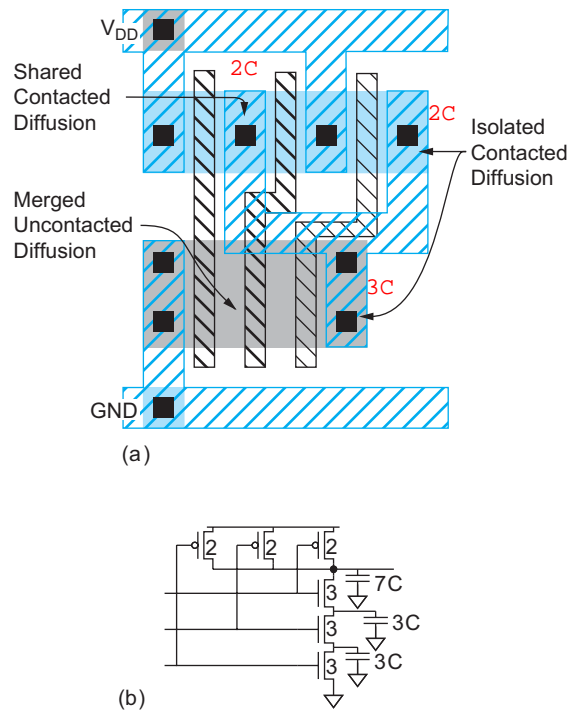 VDD
2C
Shared
Contacted
Diffusion
2C
Isolated
Contacted
Diffusion
Merged
Uncontacted
Diffusion
3C
GND
(a)
2
2
2
7C
3
3C
3
3C
3
(b)